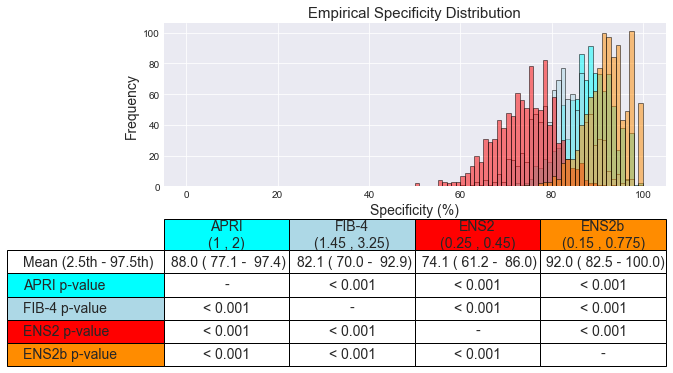 Empirical Specificity Distribution
100
80
60
40
20
0
Frequency
0 20 40 60 80 100
Specificity (%)
APRI FIB-4 ENS2 ENS2b
(1 , 2) (1.45 , 3.25) (0.25 , 0.45) (0.15 , 0.775)
Mean (2.5th - 97.5th) 88.0 ( 77.1 - 97.4) 82.1 ( 70.0 - 92.9) 74.1 ( 61.2 - 86.0) 92.0 ( 82.5 - 100.0)
APRI p-value - < 0.001 < 0.001 < 0.001
FIB-4 p-value < 0.001 - < 0.001 < 0.001
ENS2 p-value < 0.001 < 0.001 - < 0.001
ENS2b p-value < 0.001 < 0.001 < 0.001 -